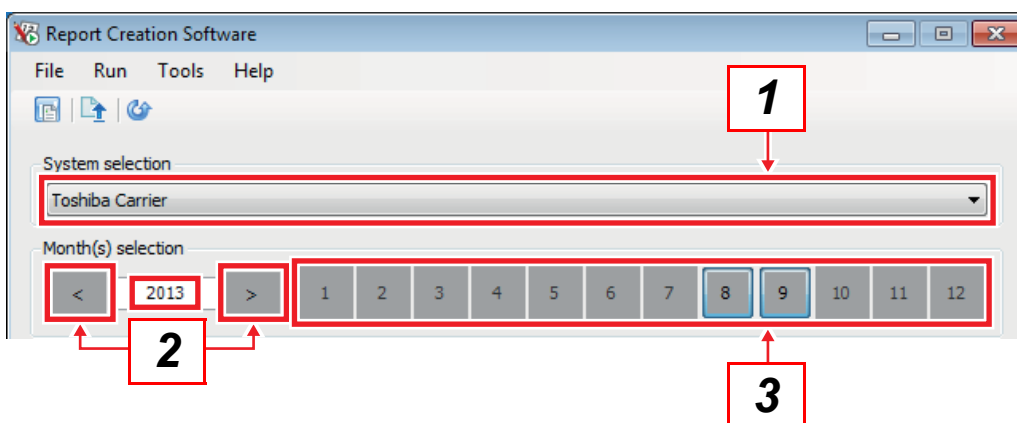 Report Creation Software
File Run Tools Help
1
System selection
Toshiba Carrier
Month(s) selection
< 2013 > 1 2 3 4 5 6 7 8 9 10 11 12
2
3